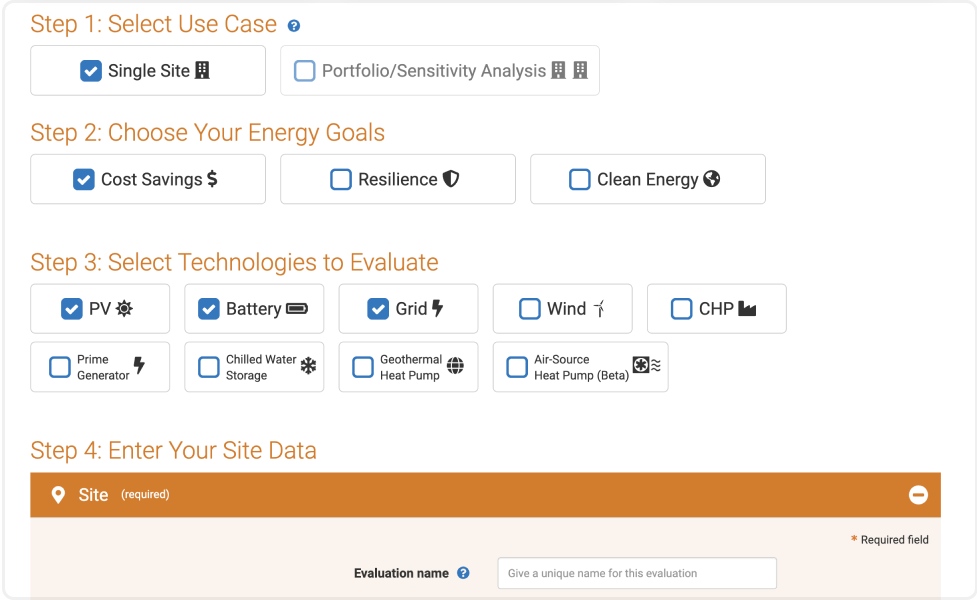 Step 1: Select Use Case
Single Site
Portfolio/Sensitivity Analysis
Step 2: Choose Your Energy Goals
Cost Savings $
Resilience
Clean Energy
Step 3: Select Technologies to Evaluate
PV
Battery
Grid
Wind
CHP
Prime
Generator
Chilled Water
Storage
Geothermal
Heat Pump
Air-Source
Heat Pump (Beta)
Step 4: Enter Your Site Data
Site (required)
* Required field
Evaluation name
Give a unique name for this evaluation